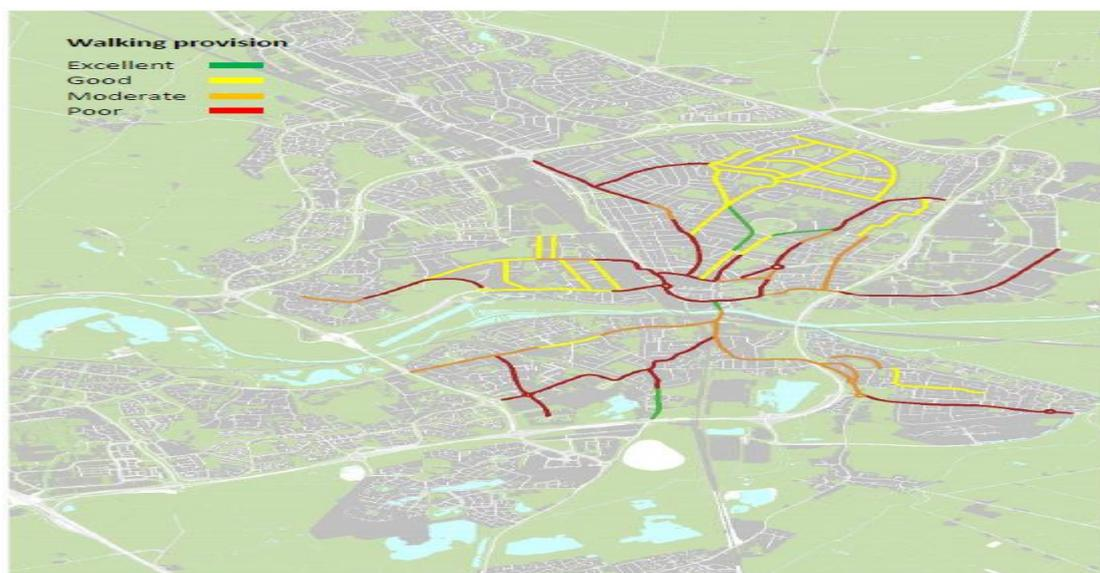 Walking provision
Excellent
Good
Moderate
Poor